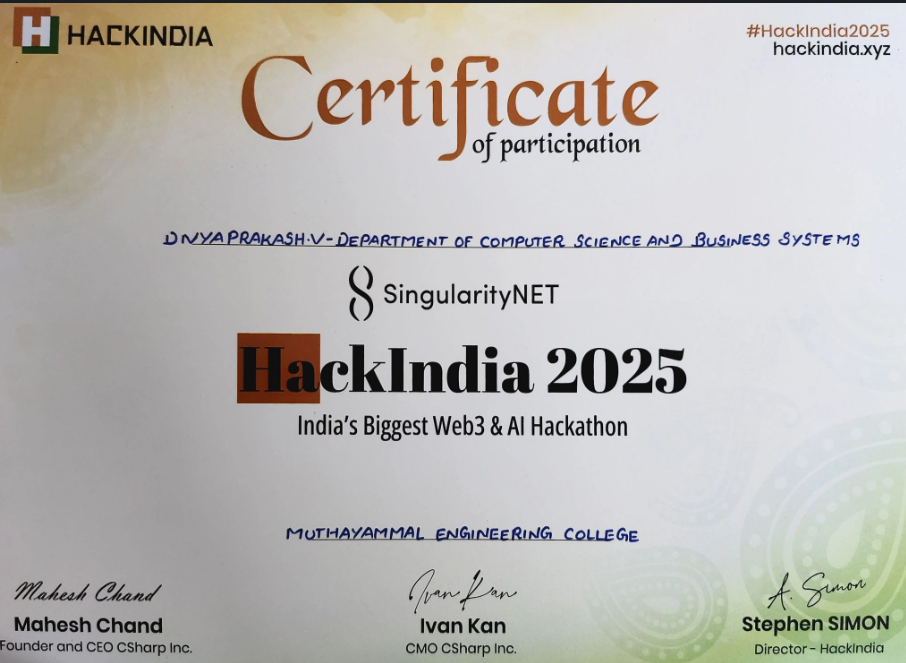 H HACKINDIA
#HackIndia2025
hackindia.xyz
Certificate
of participation
DIVYAPRAKASH.V-DEPARTMENT OF COMPUTER SCIENCE AND BUSINESS SYSTEMS
SingularityNET
HackIndia 2025
India's Biggest Web3 & AI Hackathon
MUTHAYAMMAL ENGINEERING COLLEGE
Mahesh Chand
Ivan Kan
A. Simon
Mahesh Chand
Ivan Kan
Stephen SIMON
Founder and CEO CSharp Inc.
CMO CSharp Inc.
Director - HackIndia